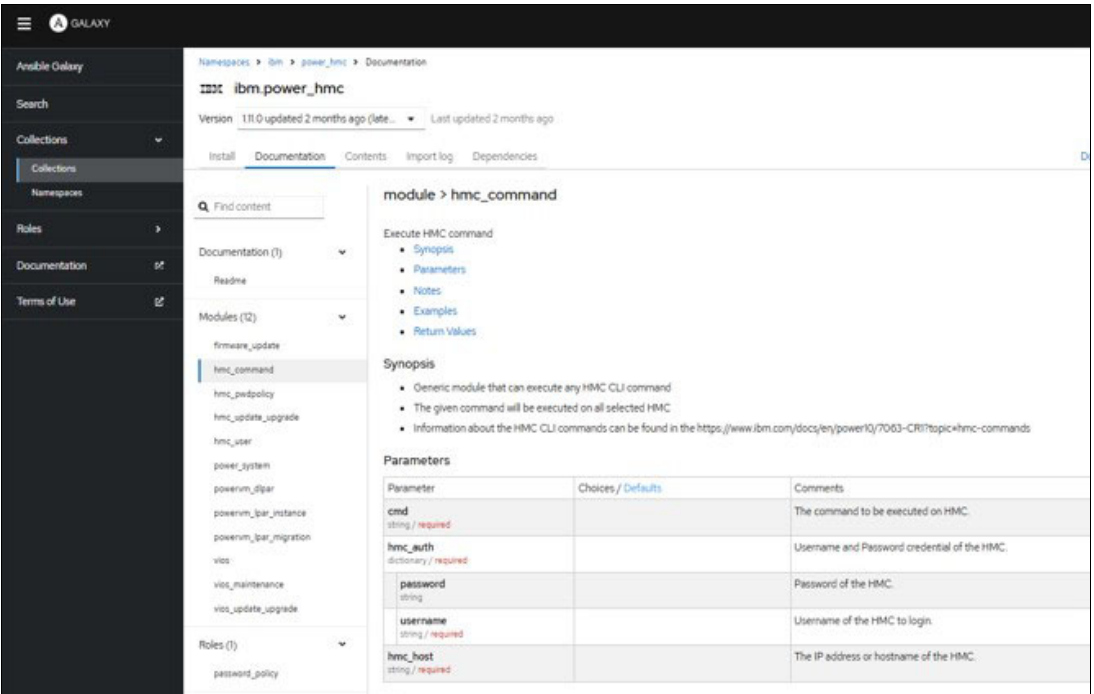 GALAXY
Ansible Galaxy
Search
Collections
Collections
Namespaces
Roles
Documentation
Terms of Use
Namespaces > ibm > power_hmc > Documentation
IBM ibm.power_hmc
Version 1.11.0 updated 2 months ago (late... Last updated 2 months ago
Install Documentation Contents Import log Dependencies
Find content
Documentation (1)
Readme
Modules (12)
firmware_update
hmc_command
hmc_pwdpolicy
hmc_update_upgrade
hmc_user
power_system
powervm_dlpar
powervm_lpar_instance
powervm_lpar_migration
vios
vios_maintenance
vios_update_upgrade
Roles (1)
password_policy
module > hmc_command
Execute HMC command
• Synopsis
• Parameters
• Notes
• Examples
• Return Values
Synopsis
• Generic module that can execute any HMC CLI command
• The given command will be executed on all selected HMC
• Information about the HMC CLI commands can be found in the https://www.ibm.com/docs/en/power10/7063-CR1?topic=hmc-commands
Parameters
Parameter Choices / Defaults Comments
cmd The command to be executed on HMC.
string / required
hmc_auth Username and Password credential of the HMC.
dictionary / required
password Password of the HMC.
string
username Username of the HMC to login.
string / required
hmc_host The IP address or hostname of the HMC.
string / required